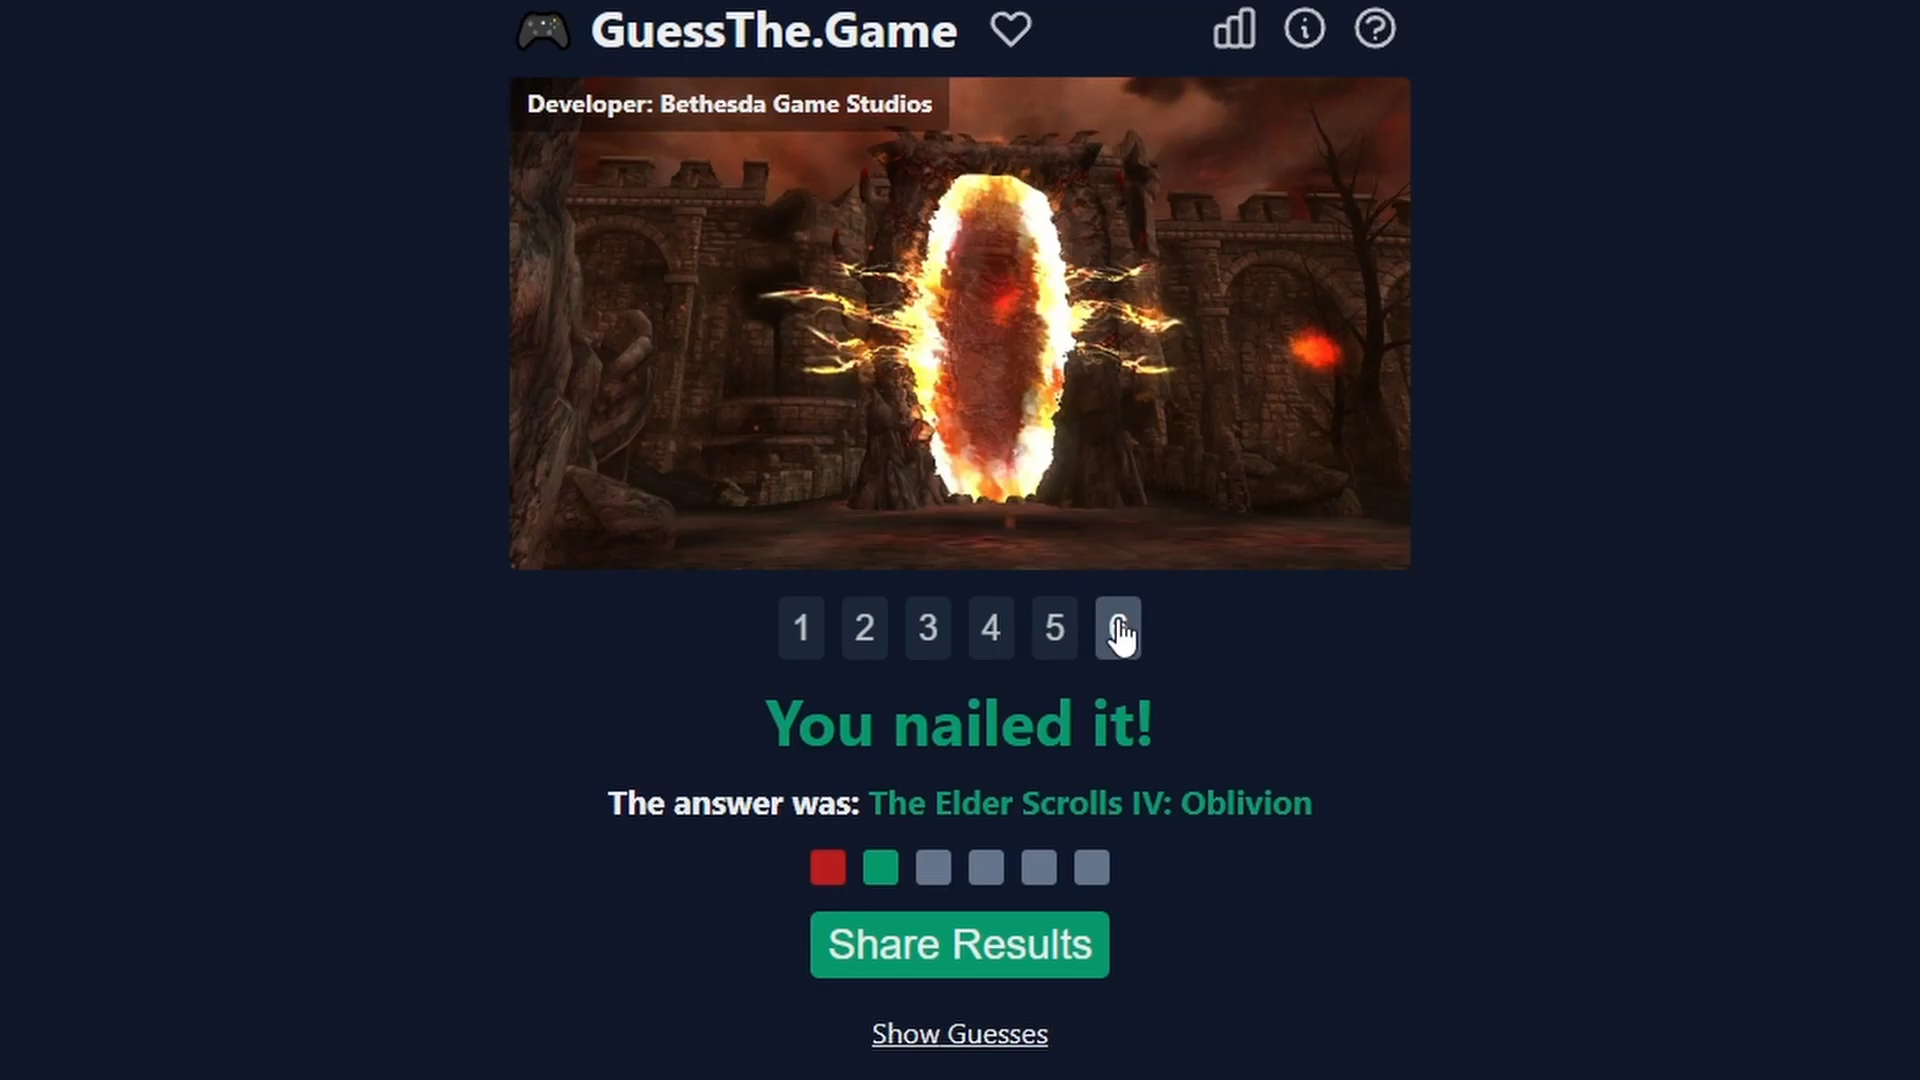 GuessThe.Game
Developer: Bethesda Game Studios
1 2 3 4 5
You nailed it!
The answer was: The Elder Scrolls IV: Oblivion
Share Results
Show Guesses